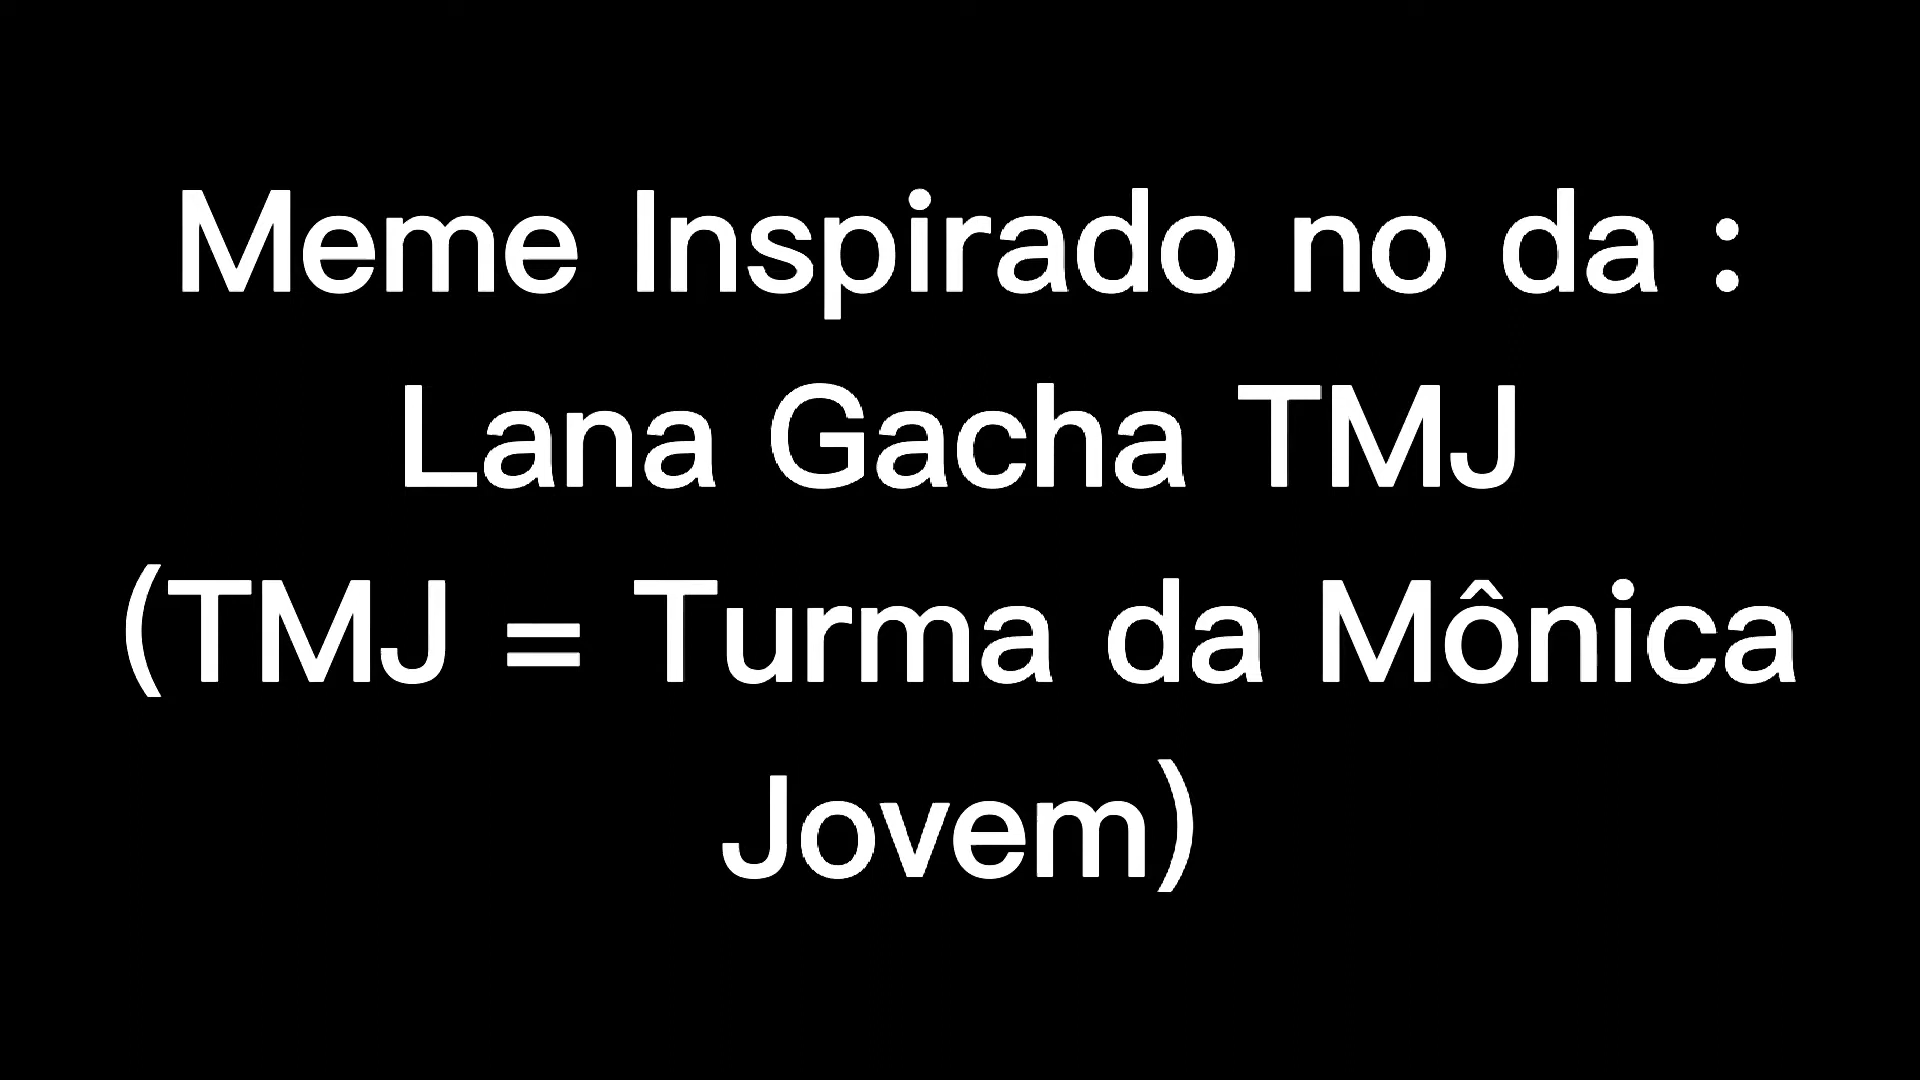 Meme Inspirado no da :
Lana Gacha TMJ
(TMJ = Turma da Mônica
Jovem)